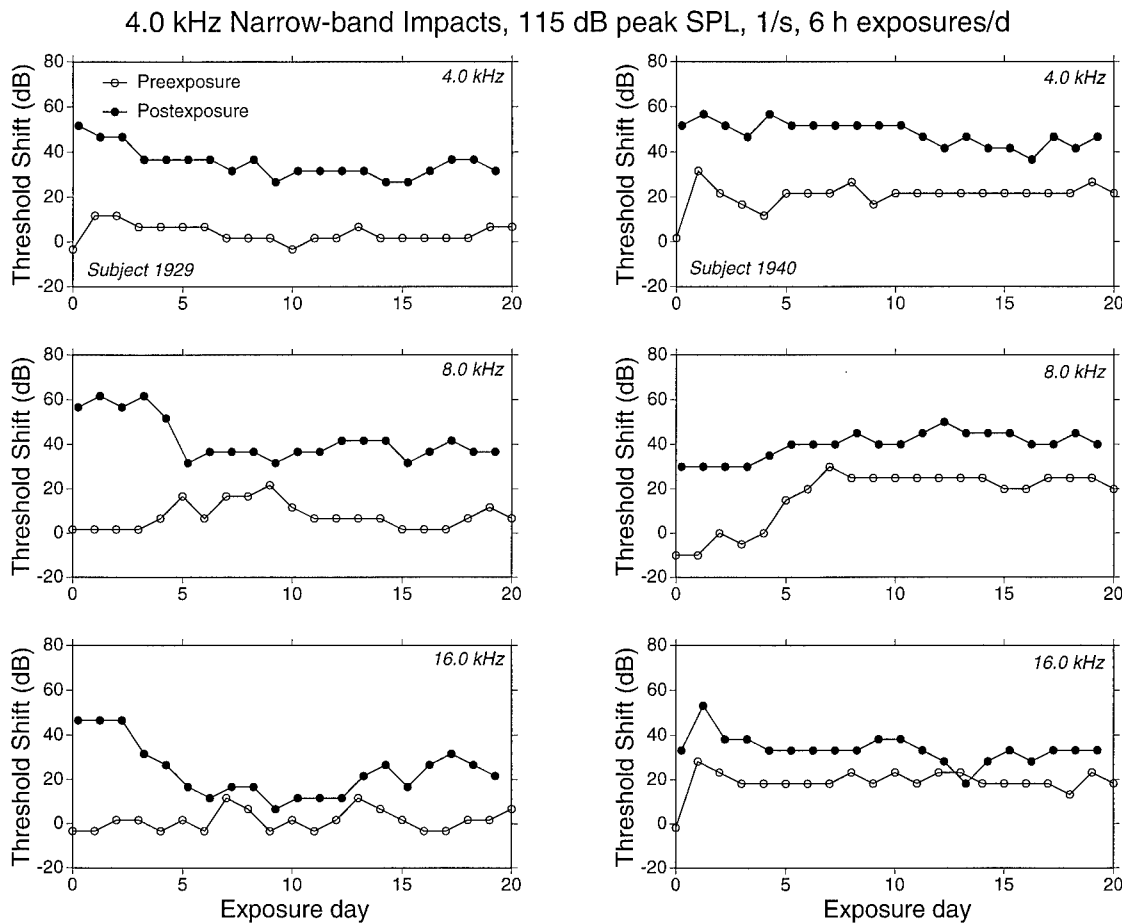 4.0 kHz Narrow-band Impacts, 115 dB peak SPL, 1/s, 6 h exposures/d
Threshold Shift (dB)
80
60
40
20
0
-20
Preexposure
Postexposure
4.0 kHz
Subject 1929
0 5 10 15 20
Threshold Shift (dB)
80
60
40
20
0
-20
4.0 kHz
Subject 1940
0 5 10 15 20
Threshold Shift (dB)
80
60
40
20
0
-20
8.0 kHz
0 5 10 15 20
Threshold Shift (dB)
80
60
40
20
0
-20
8.0 kHz
0 5 10 15 20
Threshold Shift (dB)
80
60
40
20
0
-20
16.0 kHz
0 5 10 15 20
Exposure day
Threshold Shift (dB)
80
60
40
20
0
-20
16.0 kHz
0 5 10 15 20
Exposure day